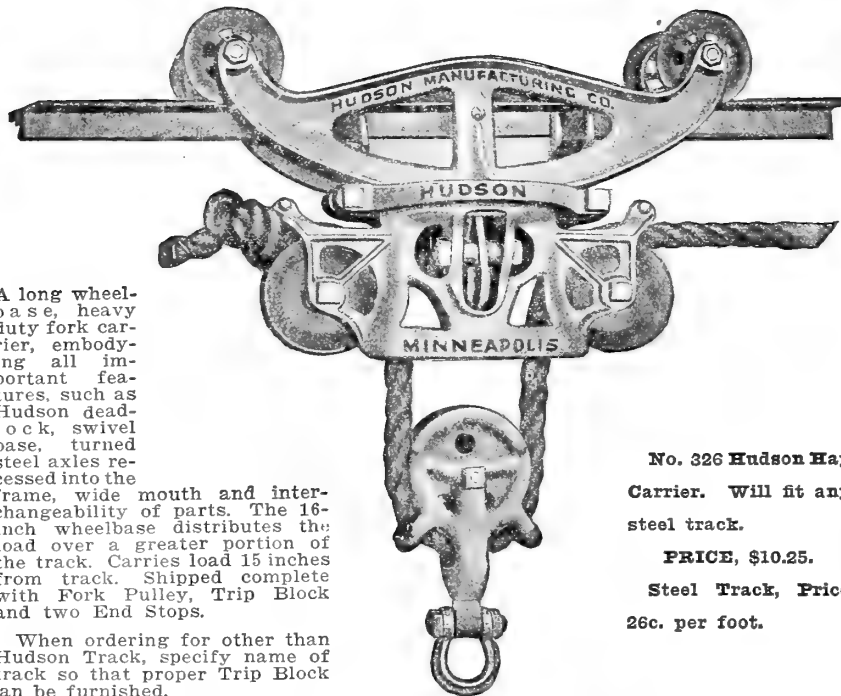 HUDSON MANUFACTURING CO.
HUDSON
MINNEAPOLIS
A long wheel-
base, heavy
duty fork car-
rier, embody-
ng all im-
portant fea-
tures, such as
Hudson dead-
ock, swivel
base, turned
steel axles re-
cessed into the
frame, wide mouth and inter-
changeability of parts. The 16-
inch wheelbase distributes the
load over a greater portion of
the track. Carries load 15 inches
from track. Shipped complete
with Fork Pulley, Trip Block
and two End Stops.
When ordering for other than
Hudson Track, specify name of
track so that proper Trip Block
can be furnished.
No. 326 Hudson Hay
Carrier. Will fit any
steel track.
PRICE, $10.25.
Steel Track, Price
26c. per foot.